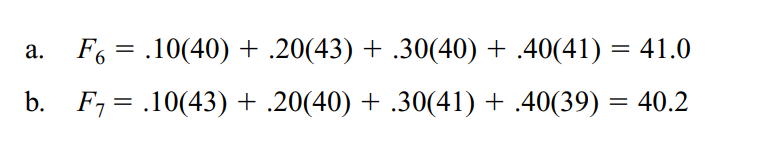 a. F₆ = .10(40) + .20(43) + .30(40) + .40(41) = 41.0
b. F₇ = .10(43) + .20(40) + .30(41) + .40(39) = 40.2